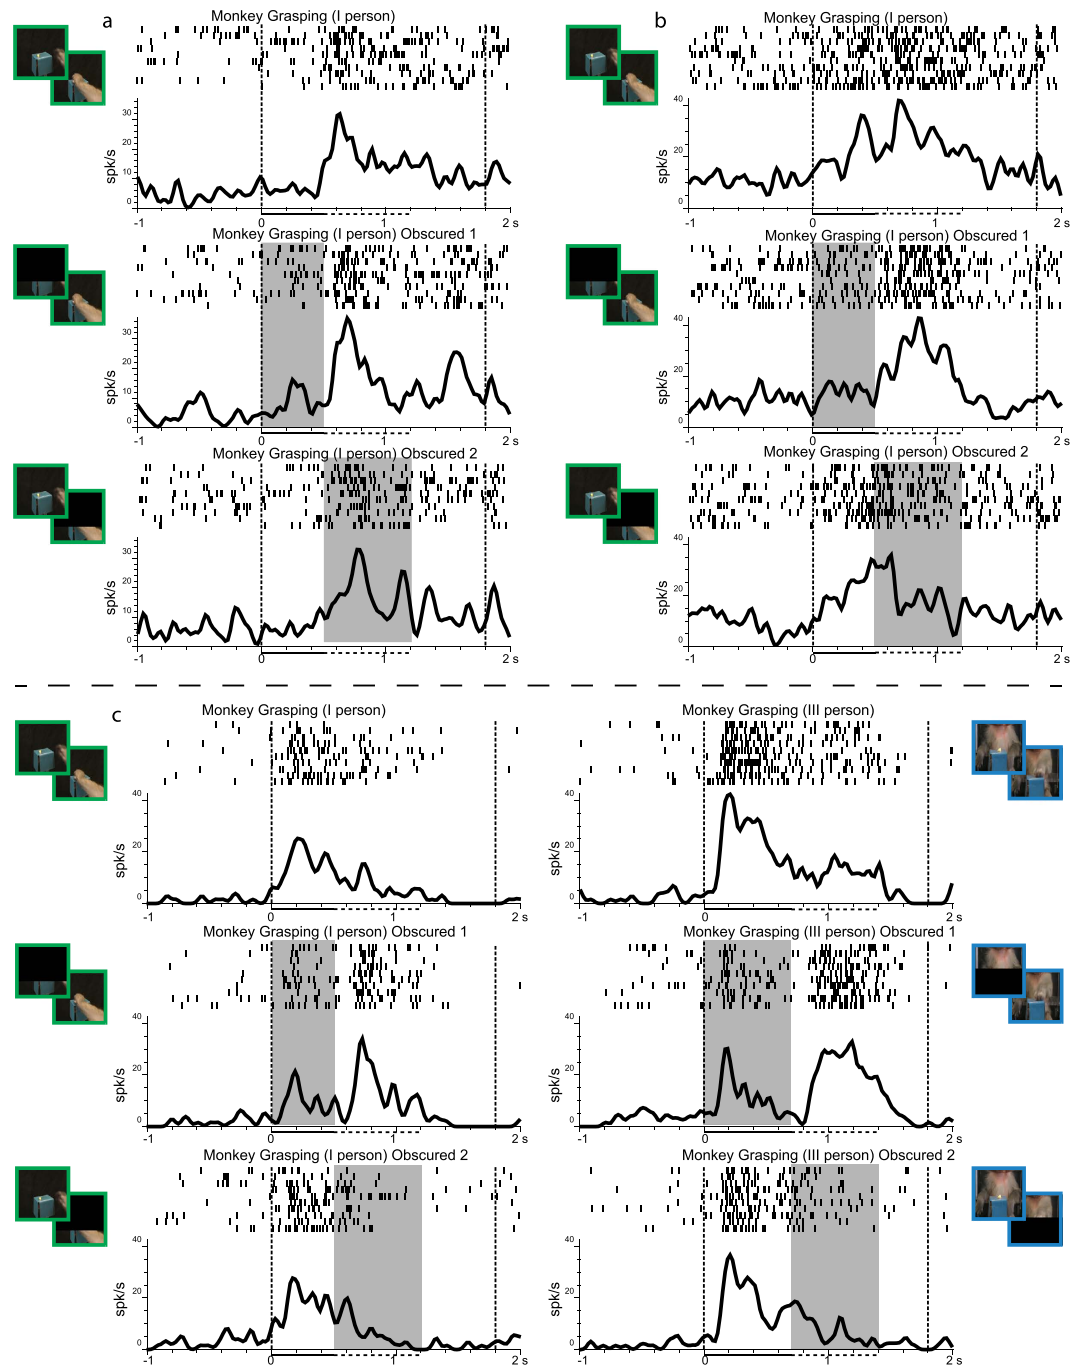 a
Monkey Grasping (I person)
spk/s
30
20
10
0
-1 0 1 2 s
Monkey Grasping (I person) Obscured 1
spk/s
30
20
10
0
-1 0 1 2 s
Monkey Grasping (I person) Obscured 2
spk/s
30
20
10
0
-1 0 1 2 s
b
Monkey Grasping (I person)
spk/s
40
20
0
-1 0 1 2 s
Monkey Grasping (I person) Obscured 1
spk/s
40
20
0
-1 0 1 2 s
Monkey Grasping (I person) Obscured 2
spk/s
40
20
0
-1 0 1 2 s
c
Monkey Grasping (I person)
spk/s
40
20
0
-1 0 1 2 s
Monkey Grasping (III person)
spk/s
40
20
0
-1 0 1 2 s
Monkey Grasping (I person) Obscured 1
spk/s
40
20
0
-1 0 1 2 s
Monkey Grasping (III person) Obscured 1
spk/s
40
20
0
-1 0 1 2 s
Monkey Grasping (I person) Obscured 2
spk/s
40
20
0
-1 0 1 2 s
Monkey Grasping (III person) Obscured 2
spk/s
40
20
0
-1 0 1 2 s